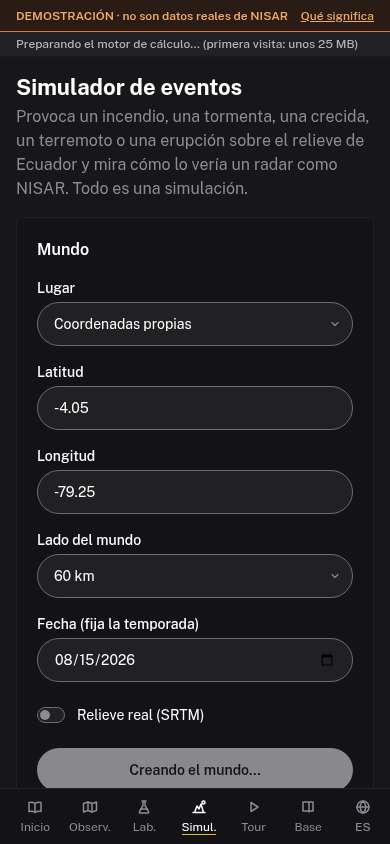 DEMOSTRACIÓN · no son datos reales de NISAR Qué significa
Preparando el motor de cálculo... (primera visita: unos 25 MB)
Simulador de eventos
Provoca un incendio, una tormenta, una crecida,
un terremoto o una erupción sobre el relieve de
Ecuador y mira cómo lo vería un radar como
NISAR. Todo es una simulación.
Mundo
Lugar
Coordenadas propias
Latitud
-4.05
Longitud
-79.25
Lado del mundo
60 km
Fecha (fija la temporada)
08/15/2026
Relieve real (SRTM)
Creando el mundo...
Inicio Observ. Lab. Simul. Tour Base ES